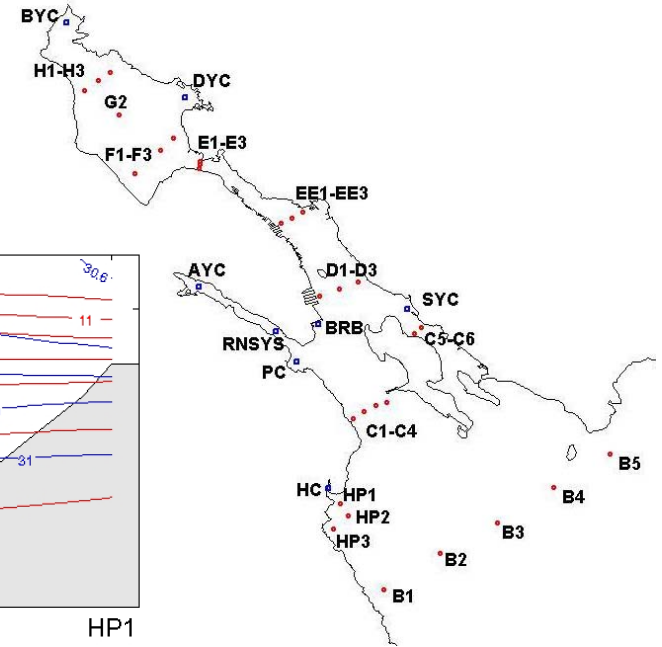 BYC
H1-H3
DYC
G2
E1-E3
F1-F3
EE1-EE3
30.6
AYC
D1-D3
SYC
11
BRB
RNSYS
C5-C6
PC
C1-C4
31
B5
HC
HP1
B4
HP2
B3
HP3
B2
B1
HP1